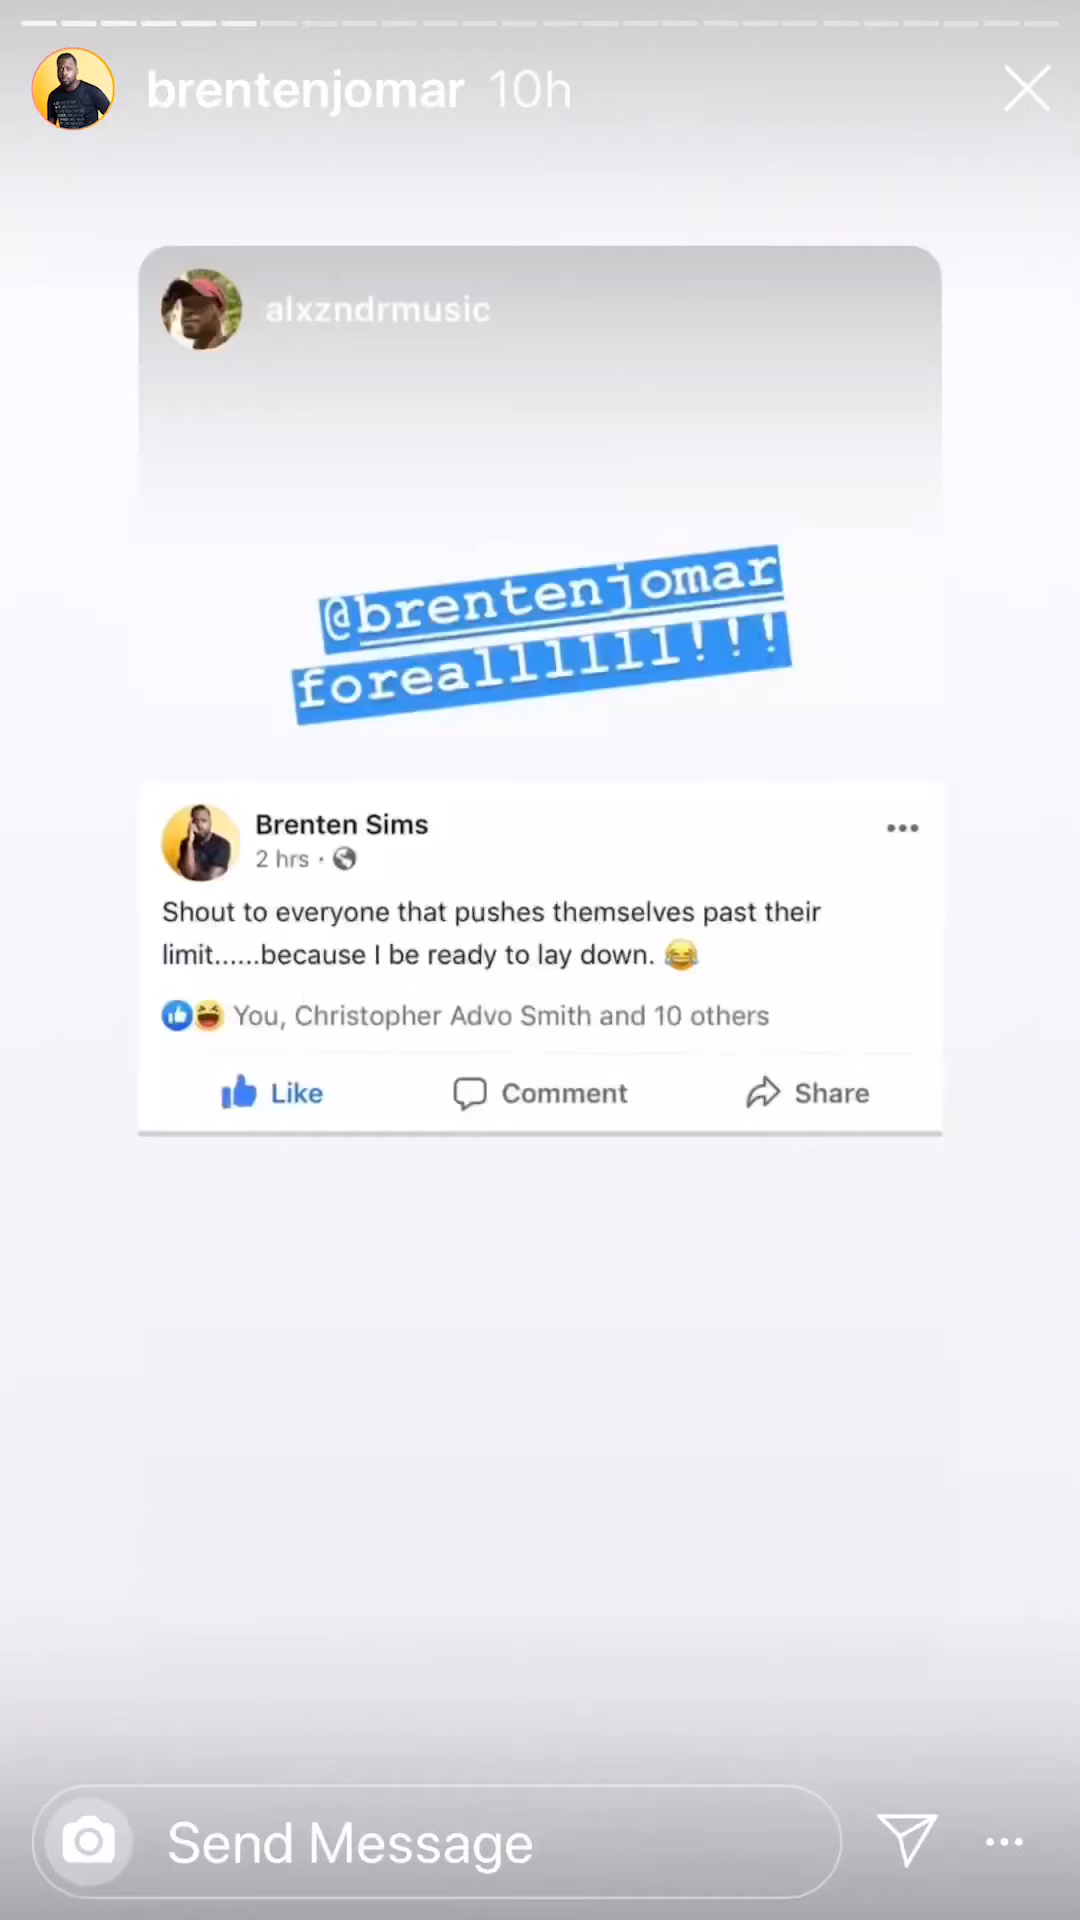 brentenjomar 10h
alxzndrmusic
@brentenjomar
forealllllll!!!
Brenten Sims
2 hrs ·
Shout to everyone that pushes themselves past their
limit......because I be ready to lay down. 😂
You, Christopher Advo Smith and 10 others
Like Comment Share
Send Message